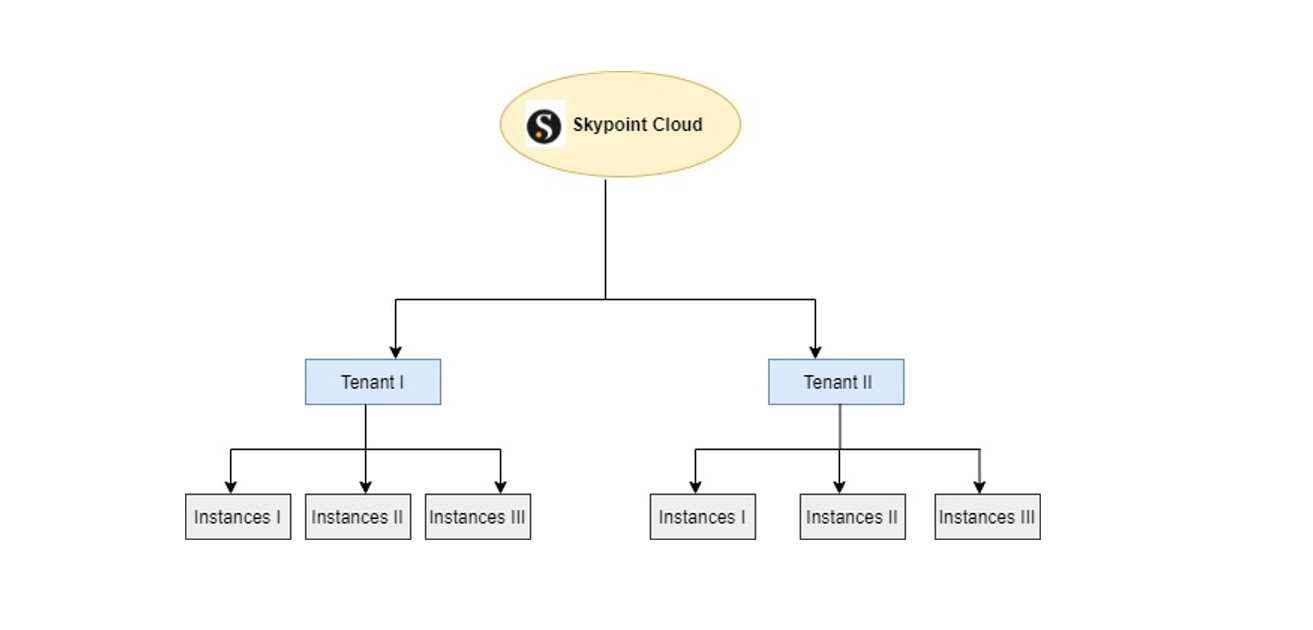 Skypoint Cloud
Tenant I
Tenant II
Instances I
Instances II
Instances III
Instances I
Instances II
Instances III